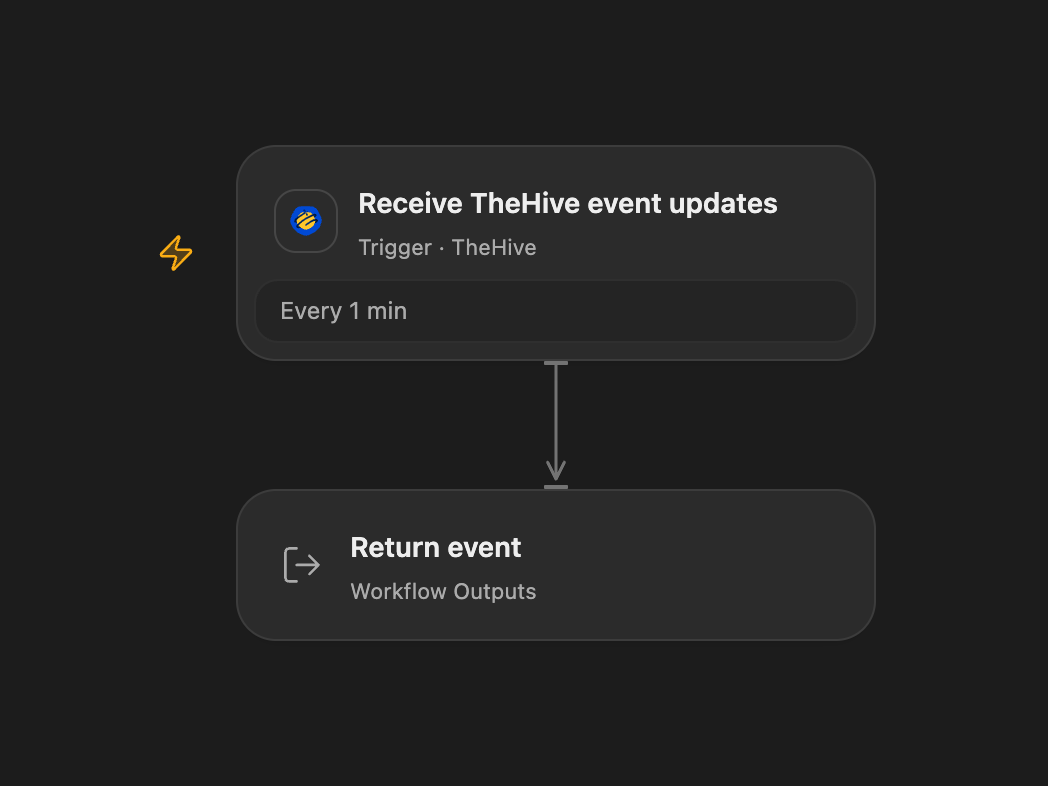 Receive TheHive event updates
Trigger · TheHive
Every 1 min
Return event
Workflow Outputs